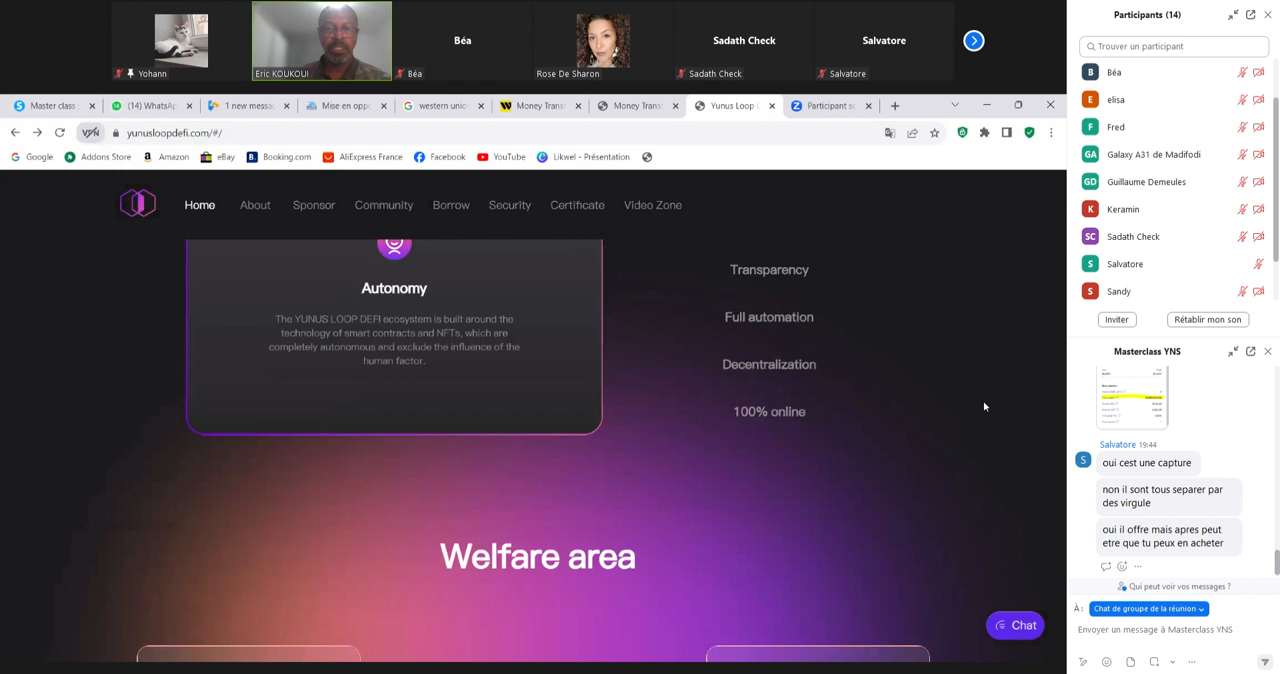 Yohann
Eric KOUKOUI
Béa
Béa
Rose De Sharon
Sadath Check
Sadath Check
Salvatore
Salvatore
Master class
(14) WhatsA
1 new messa
Mise en opp
western unio
Money Trans
Money Trans
Yunus Loop
Participant s
yunusloopdefi.com/#/
Google
Addons Store
Amazon
eBay
Booking.com
AliExpress France
Facebook
YouTube
Likwel - Présentation
Home
About
Sponsor
Community
Borrow
Security
Certificate
Video Zone
Autonomy
The YUNUS LOOP DEFI ecosystem is built around the
technology of smart contracts and NFTs, which are
completely autonomous and exclude the influence of the
human factor.
Transparency
Full automation
Decentralization
100% online
Welfare area
Chat
Participants (14)
Trouver un participant
B Béa
E elisa
F Fred
GA Galaxy A31 de Madifodi
GD Guillaume Demeules
K Keramin
SC Sadath Check
S Salvatore
S Sandy
Inviter
Rétablir mon son
Masterclass YNS
Salvatore 19:44
S
oui cest une capture
non il sont tous separer par
des virgule
oui il offre mais apres peut
etre que tu peux en acheter
Qui peut voir vos messages ?
À :
Chat de groupe de la réunion
Envoyer un message à Masterclass YNS